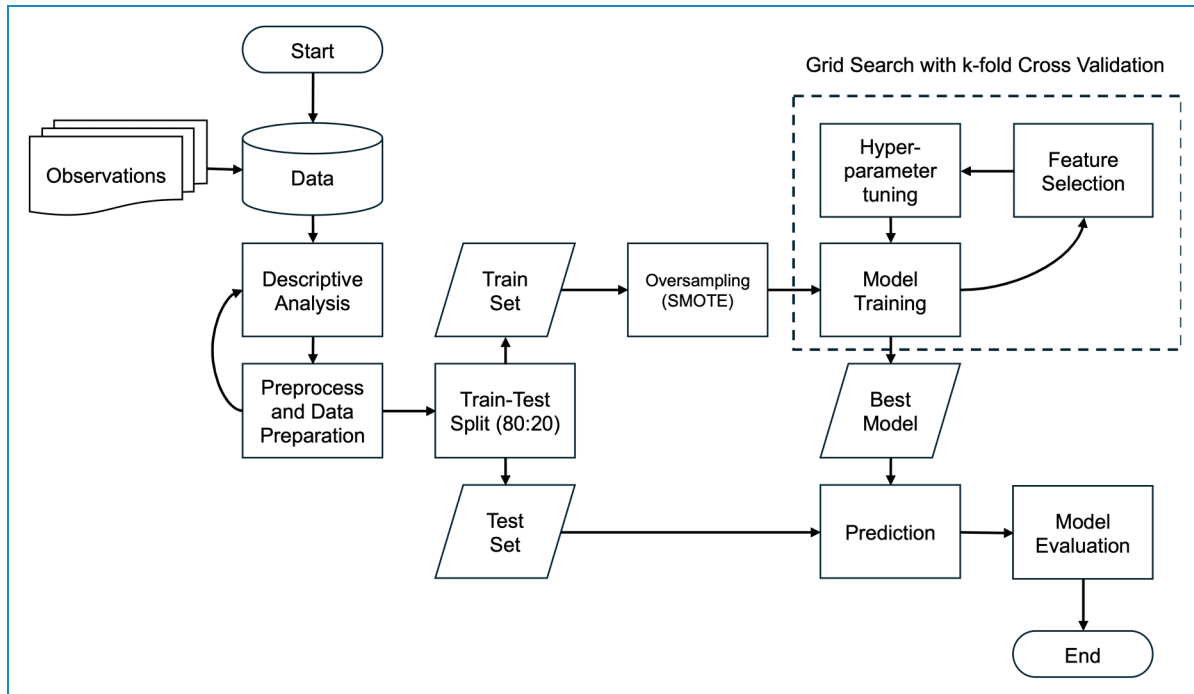 Start
Grid Search with k-fold Cross Validation
Observations
Data
Hyper-
parameter
tuning
Feature
Selection
Descriptive
Analysis
Train
Set
Oversampling
(SMOTE)
Model
Training
Preprocess
and Data
Preparation
Train-Test
Split (80:20)
Best
Model
Test
Set
Prediction
Model
Evaluation
End